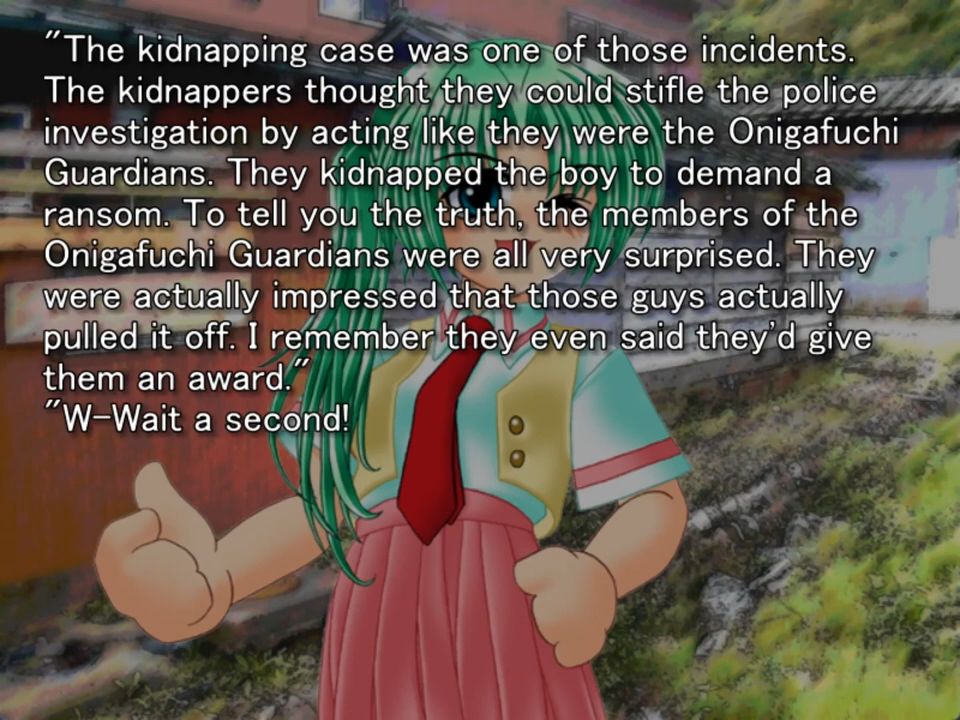 "The kidnapping case was one of those incidents.
The kidnappers thought they could stifle the police
investigation by acting like they were the Onigafuchi
Guardians. They kidnapped the boy to demand a
ransom. To tell you the truth, the members of the
Onigafuchi Guardians were all very surprised. They
were actually impressed that those guys actually
pulled it off. I remember they even said they'd give
them an award."
"W-Wait a second!